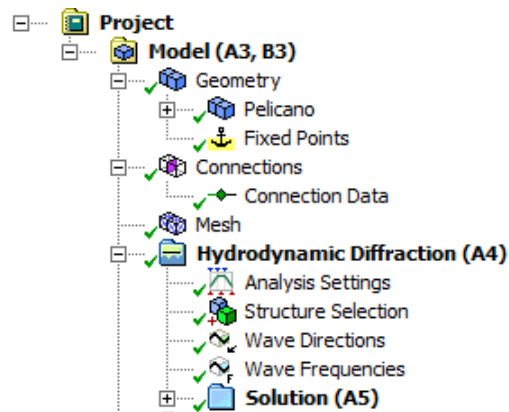 Project
Model (A3, B3)
Geometry
Pelicano
Fixed Points
Connections
Connection Data
Mesh
Hydrodynamic Diffraction (A4)
Analysis Settings
Structure Selection
Wave Directions
Wave Frequencies
Solution (A5)